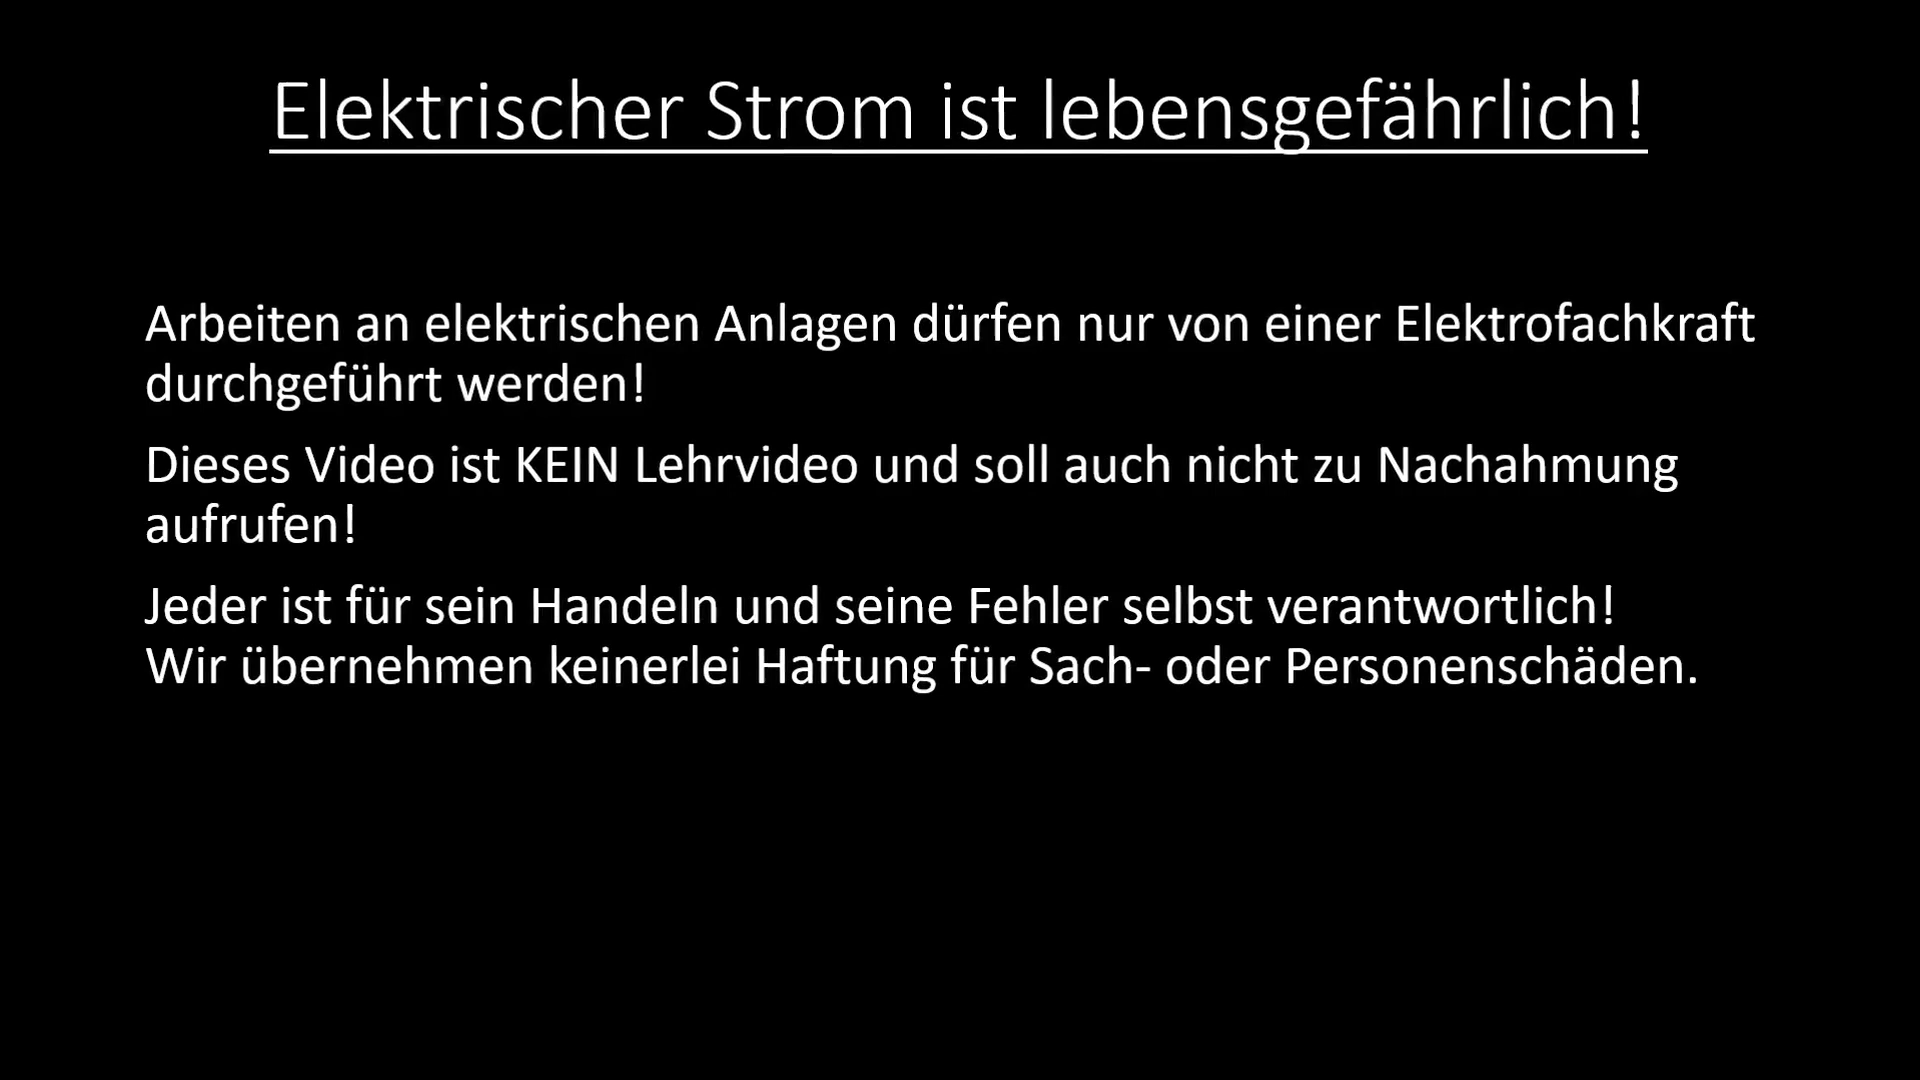 Elektrischer Strom ist lebensgefährlich!
Arbeiten an elektrischen Anlagen dürfen nur von einer Elektrofachkraft
durchgeführt werden!
Dieses Video ist KEIN Lehrvideo und soll auch nicht zu Nachahmung
aufrufen!
Jeder ist für sein Handeln und seine Fehler selbst verantwortlich!
Wir übernehmen keinerlei Haftung für Sach- oder Personenschäden.